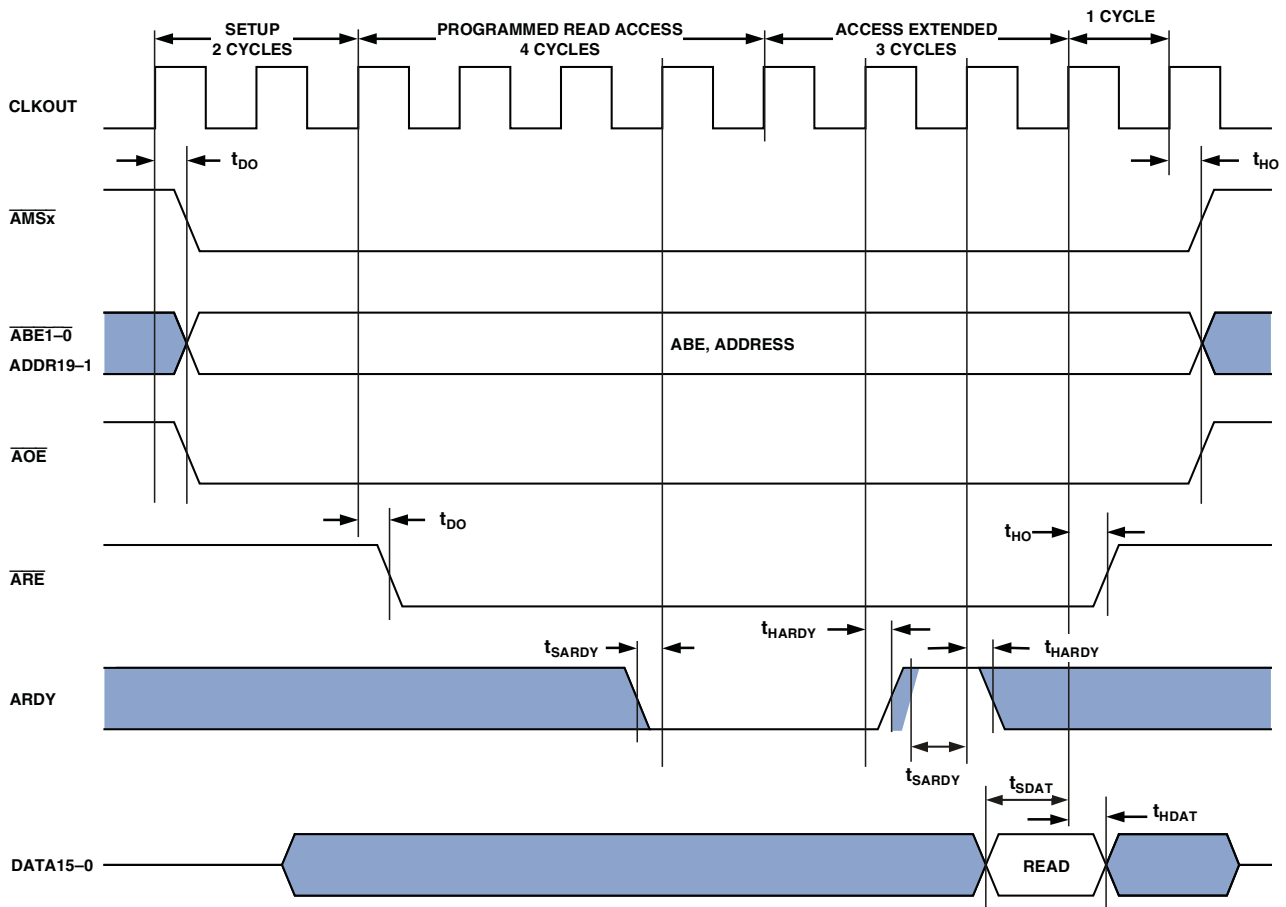 SETUP
2 CYCLES
PROGRAMMED READ ACCESS
4 CYCLES
ACCESS EXTENDED
3 CYCLES
1 CYCLE
CLKOUT
tDO
tHO
AMSx
ABE1–0
ADDR19–1
ABE, ADDRESS
AOE
tDO
tHO
ARE
tSARDY
tHARDY
tHARDY
ARDY
tSARDY
tSDAT
tHDAT
DATA15–0
READ